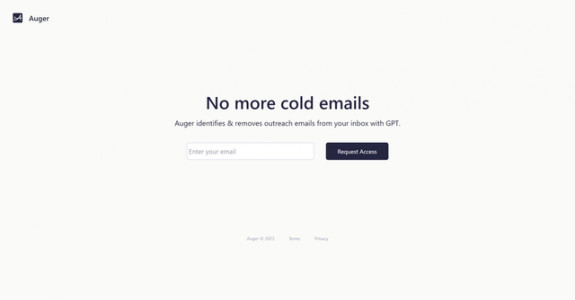 Auger
No more cold emails
Auger identifies & removes outreach emails from your inbox with GPT.
Enter your email
Request Access
Auger © 2023
Terms
Privacy